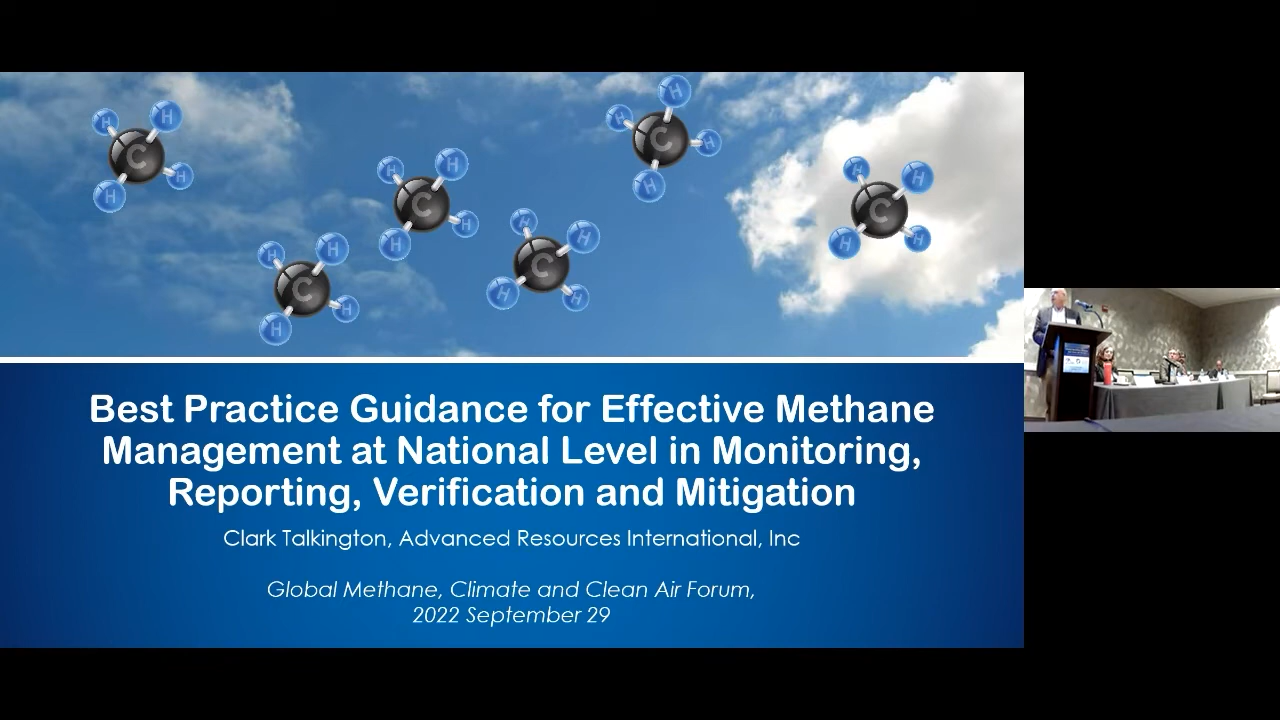 H
H
C
H
H
H
H
C
H
H
H
H
C
H
H
H
H
C
H
H
H
H
C
H
H
H
H
C
H
H
Best Practice Guidance for Effective Methane
Management at National Level in Monitoring,
Reporting, Verification and Mitigation
Clark Talkington, Advanced Resources International, Inc
Global Methane, Climate and Clean Air Forum,
2022 September 29